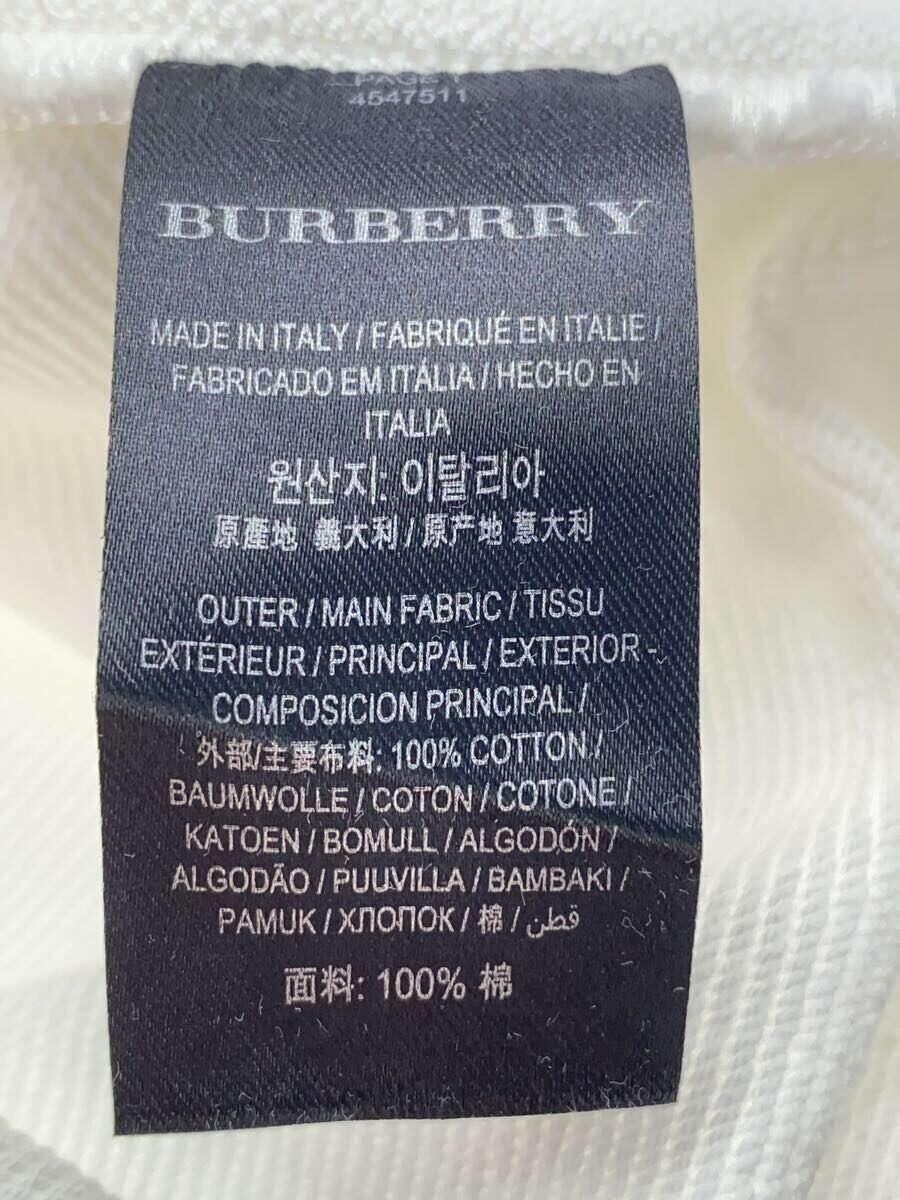 PAGE
4547511
BURBERRY
MADE IN ITALY / FABRIQUÉ EN ITALIE /
FABRICADO EM ITÁLIA / HECHO EN
ITALIA
원산지: 이탈리아
原產地 義大利 / 原产地 意大利
OUTER / MAIN FABRIC / TISSU
EXTÉRIEUR / PRINCIPAL / EXTERIOR -
COMPOSICION PRINCIPAL /
外部/主要布料: 100% COTTON /
BAUMWOLLE / COTON / COTONE /
KATOEN / BOMULL / ALGODÓN /
ALGODÃO / PUUVILLA / BAMBAKI /
PAMUK / ХЛОПОК / 棉 / قطن
面料: 100% 棉